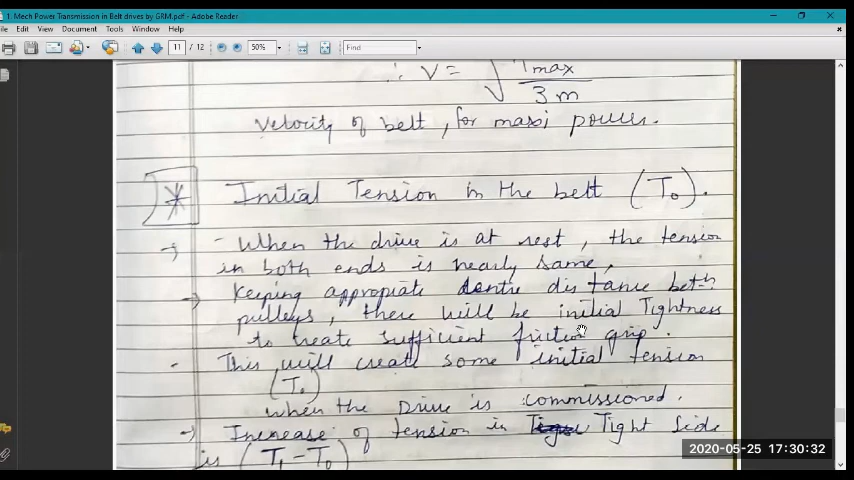 1. Mech Power Transmission in Belt drives by GRM.pdf - Adobe Reader
ile Edit View Document Tools Window Help
11 / 12 50% Find
∴ V = √ Tmax / 3 m
velocity of belt, for maxi power.
* Initial Tension in the belt (T₀).
→ - When the drive is at rest, the tension
in both ends is nearly same,
→ Keeping appropiate centre distance betⁿ
pulleys, there will be initial Tightness
to create sufficient friction grip.
- This will create some initial tension
(T₀)
when the Drive is commissioned.
→ Increase of tension in Tight side
is (T₁ - T₀)
2020-05-25 17:30:32